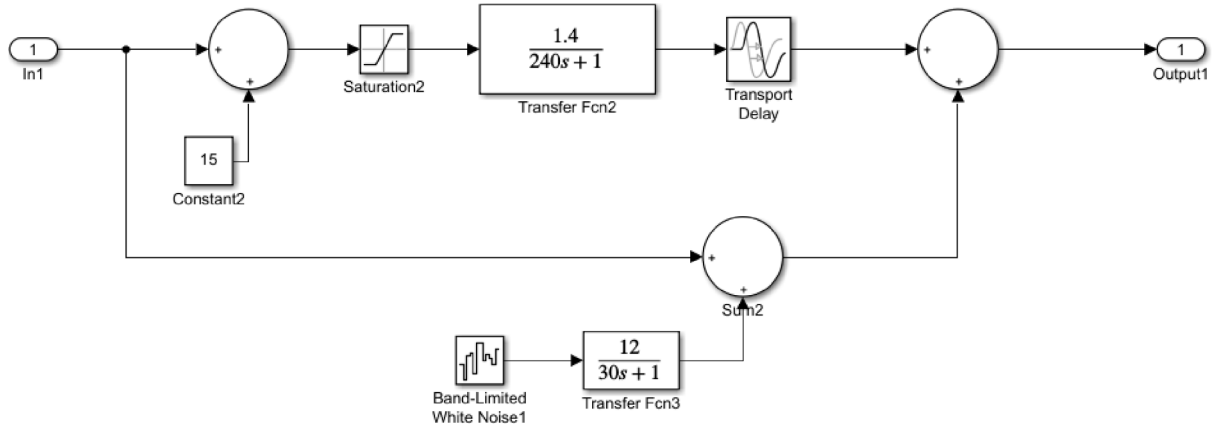 1
In1
+
+
15
Constant2
Saturation2
1.4
240s + 1
Transfer Fcn2
Transport
Delay
+
+
1
Output1
+
+
Sum2
Band-Limited
White Noise1
12
30s + 1
Transfer Fcn3